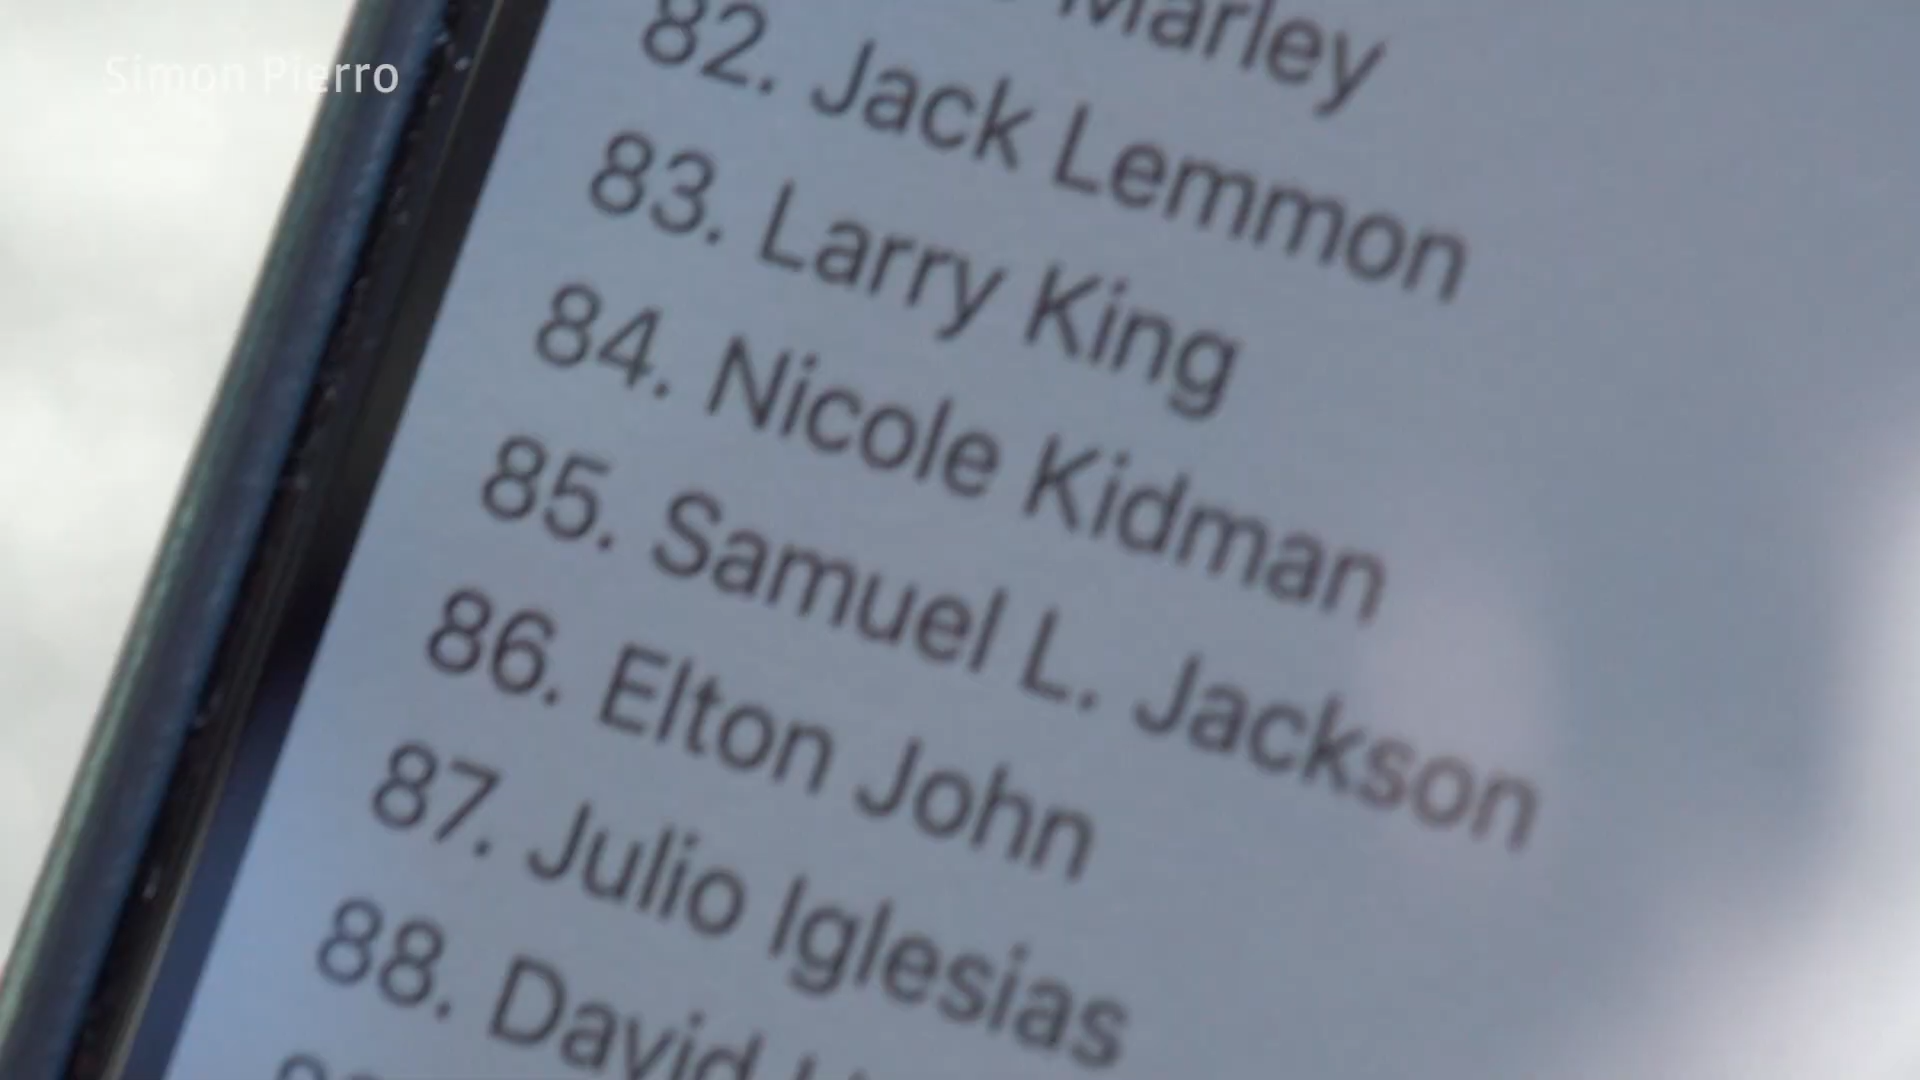 Simon Pierro
Marley
82. Jack Lemmon
83. Larry King
84. Nicole Kidman
85. Samuel L. Jackson
86. Elton John
87. Julio Iglesias
88. David